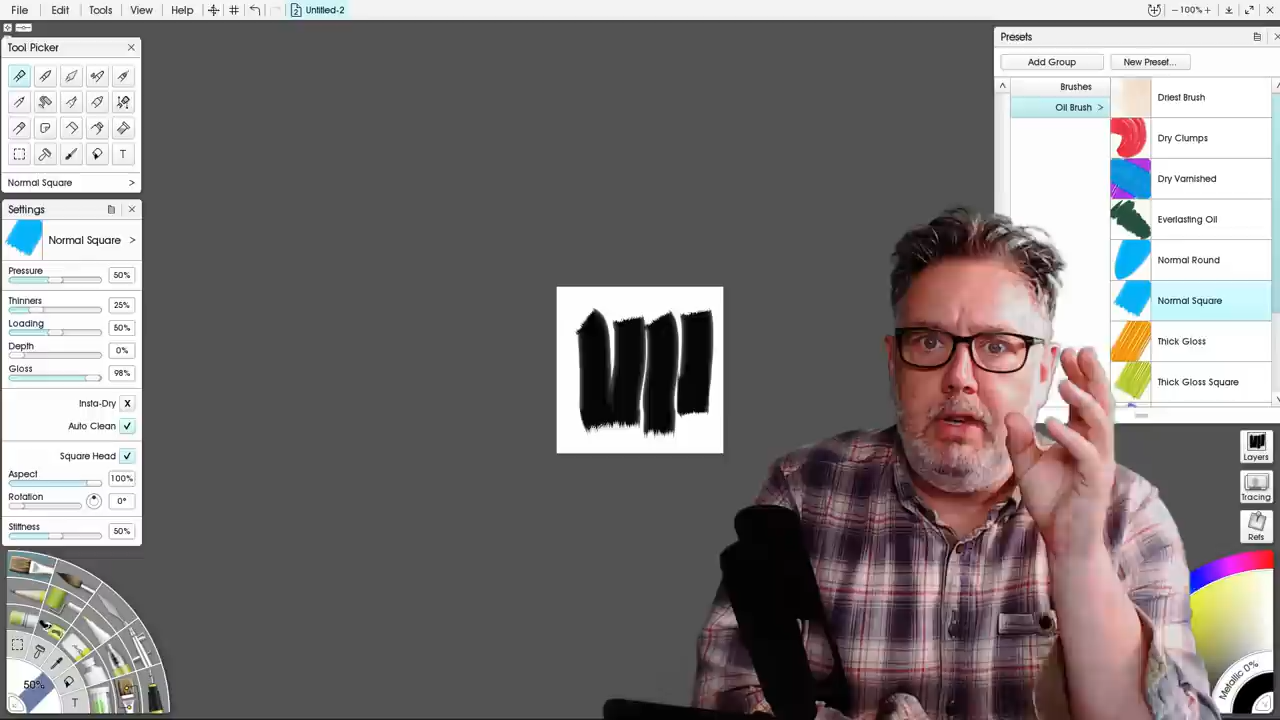 File Edit Tools View Help Untitled-2 −100%+
Tool Picker
Normal Square >
Settings
Normal Square >
Pressure 50%
Thinners 25%
Loading 50%
Depth 0%
Gloss 98%
Insta-Dry X
Auto Clean
Square Head
Aspect 100%
Rotation 0°
Stiffness 50%
50%
T
T
Presets
Add Group New Preset...
Brushes
Oil Brush >
Driest Brush
Dry Clumps
Dry Varnished
Everlasting Oil
Normal Round
Normal Square
Thick Gloss
Thick Gloss Square
Layers
Tracing
Refs
Metallic 0%